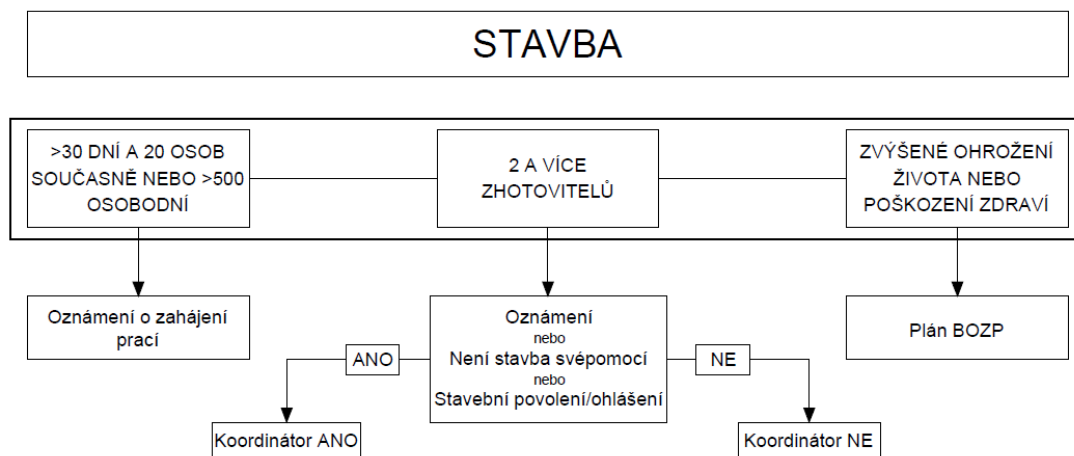 STAVBA
>30 DNÍ A 20 OSOB
SOUČASNĚ NEBO >500
OSOBODNÍ
2 A VÍCE
ZHOTOVITELŮ
ZVÝŠENÉ OHROŽENÍ
ŽIVOTA NEBO
POŠKOZENÍ ZDRAVÍ
Oznámení o zahájení
prací
Oznámení
nebo
Není stavba svépomocí
nebo
Stavební povolení/ohlášení
Plán BOZP
ANO
NE
Koordinátor ANO
Koordinátor NE